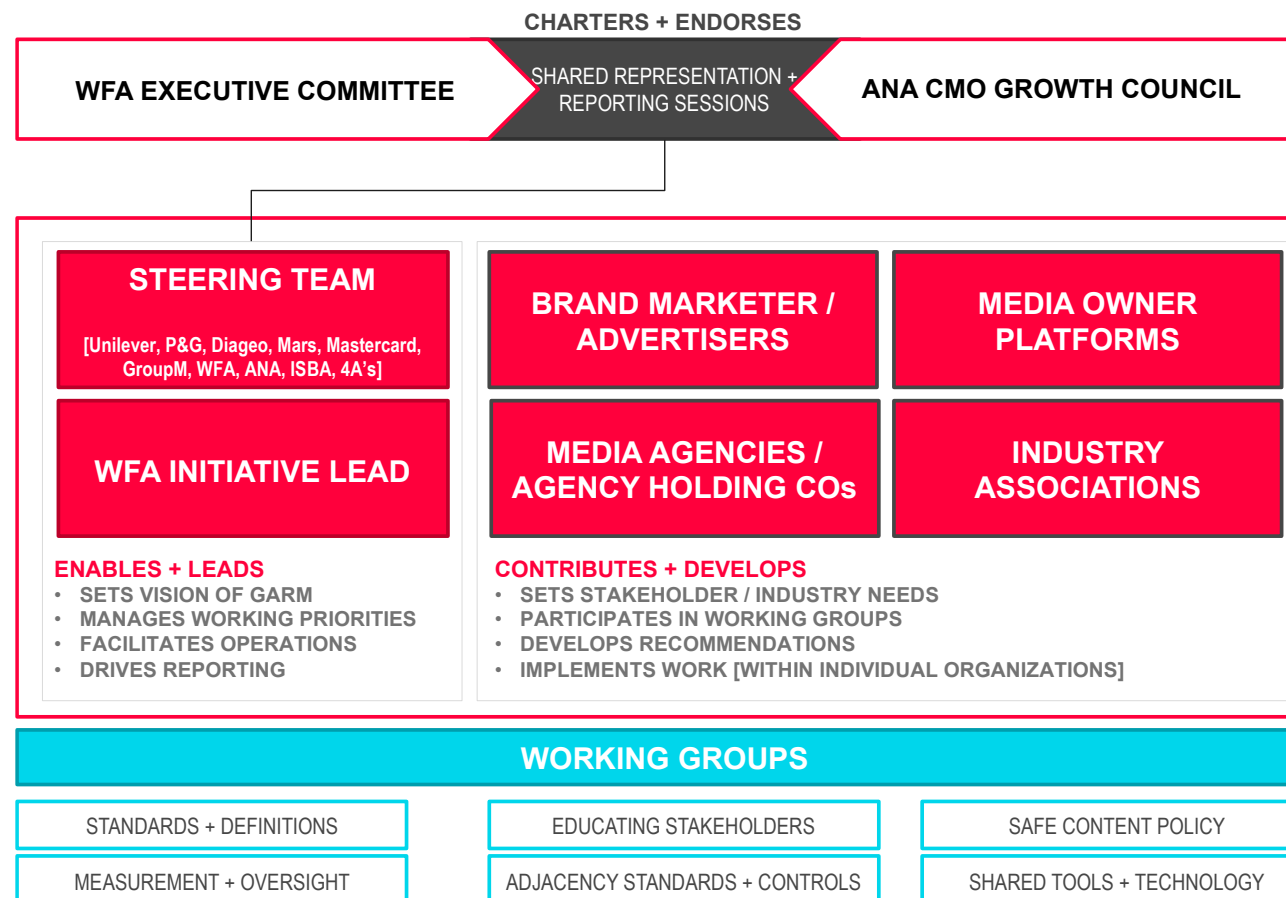 CHARTERS + ENDORSES
WFA EXECUTIVE COMMITTEE
SHARED REPRESENTATION +
REPORTING SESSIONS
ANA CMO GROWTH COUNCIL
STEERING TEAM
[Unilever, P&G, Diageo, Mars, Mastercard,
GroupM, WFA, ANA, ISBA, 4A's]
BRAND MARKETER /
ADVERTISERS
MEDIA OWNER
PLATFORMS
WFA INITIATIVE LEAD
MEDIA AGENCIES /
AGENCY HOLDING COs
INDUSTRY
ASSOCIATIONS
ENABLES + LEADS
• SETS VISION OF GARM
• MANAGES WORKING PRIORITIES
• FACILITATES OPERATIONS
• DRIVES REPORTING
CONTRIBUTES + DEVELOPS
• SETS STAKEHOLDER / INDUSTRY NEEDS
• PARTICIPATES IN WORKING GROUPS
• DEVELOPS RECOMMENDATIONS
• IMPLEMENTS WORK [WITHIN INDIVIDUAL ORGANIZATIONS]
WORKING GROUPS
STANDARDS + DEFINITIONS
EDUCATING STAKEHOLDERS
SAFE CONTENT POLICY
MEASUREMENT + OVERSIGHT
ADJACENCY STANDARDS + CONTROLS
SHARED TOOLS + TECHNOLOGY